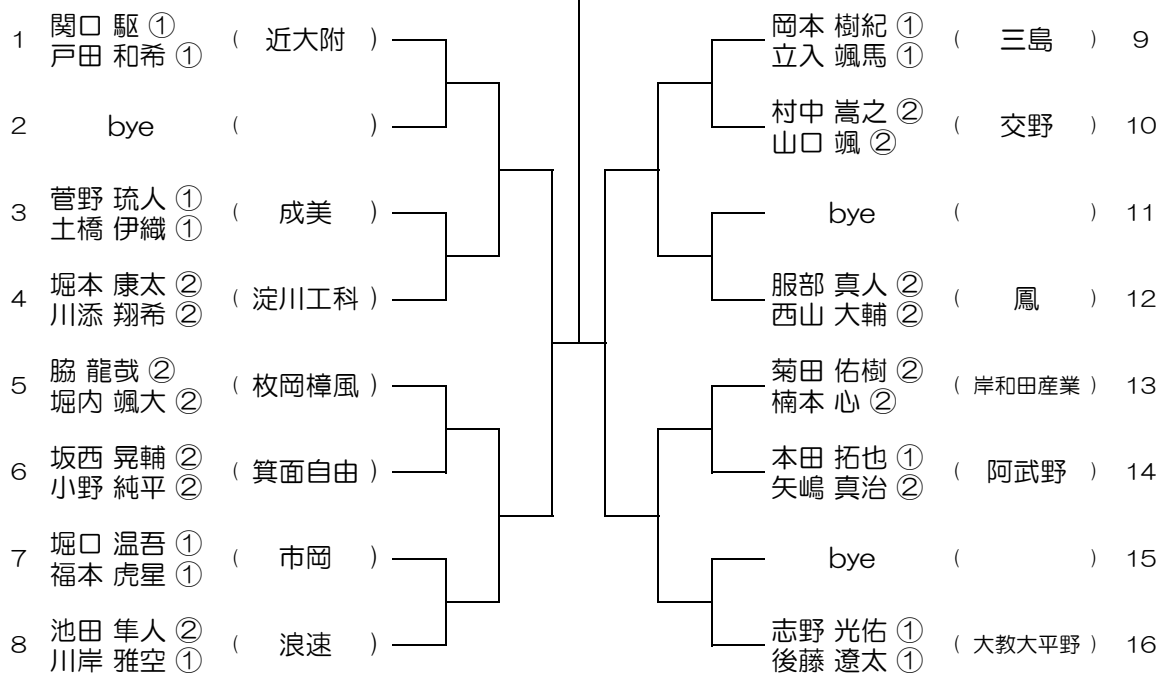 1 関口 駆 ① ( 近大附 )
戸田 和希 ①
2 bye ( )
3 菅野 琉人 ① ( 成美 )
土橋 伊織 ①
4 堀本 康太 ② ( 淀川工科 )
川添 翔希 ②
5 脇 龍哉 ② ( 枚岡樟風 )
堀内 颯大 ②
6 坂西 晃輔 ② ( 箕面自由 )
小野 純平 ②
7 堀口 温吾 ① ( 市岡 )
福本 虎星 ①
8 池田 隼人 ② ( 浪速 )
川岸 雅空 ①
岡本 樹紀 ① ( 三島 ) 9
立入 颯馬 ①
村中 嵩之 ② ( 交野 ) 10
山口 颯 ②
bye ( ) 11
服部 真人 ② ( 鳳 ) 12
西山 大輔 ②
菊田 佑樹 ② ( 岸和田産業 ) 13
楠本 心 ②
本田 拓也 ① ( 阿武野 ) 14
矢嶋 真治 ②
bye ( ) 15
志野 光佑 ① ( 大教大平野 ) 16
後藤 遼太 ①